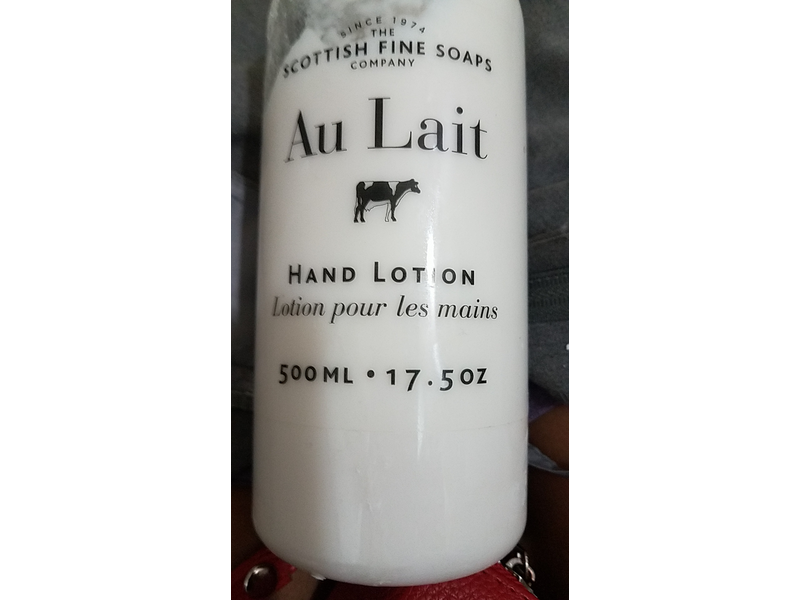 SINCE 1974
THE
SCOTTISH FINE SOAPS
COMPANY
Au Lait
HAND LOTION
Lotion pour les mains
500ML • 17.5OZ